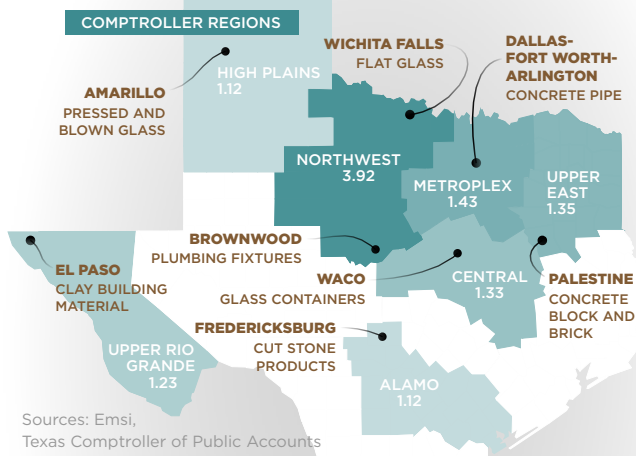 COMPTROLLER REGIONS
HIGH PLAINS
1.12
AMARILLO
PRESSED AND
BLOWN GLASS
WICHITA FALLS
FLAT GLASS
DALLAS-
FORT WORTH-
ARLINGTON
CONCRETE PIPE
NORTHWEST
3.92
METROPLEX
1.43
UPPER
EAST
1.35
BROWNWOOD
PLUMBING FIXTURES
WACO
GLASS CONTAINERS
CENTRAL
1.33
PALESTINE
CONCRETE
BLOCK AND
BRICK
EL PASO
CLAY BUILDING
MATERIAL
FREDERICKSBURG
CUT STONE
PRODUCTS
UPPER RIO
GRANDE
1.23
ALAMO
1.12
Sources: Emsi,
Texas Comptroller of Public Accounts